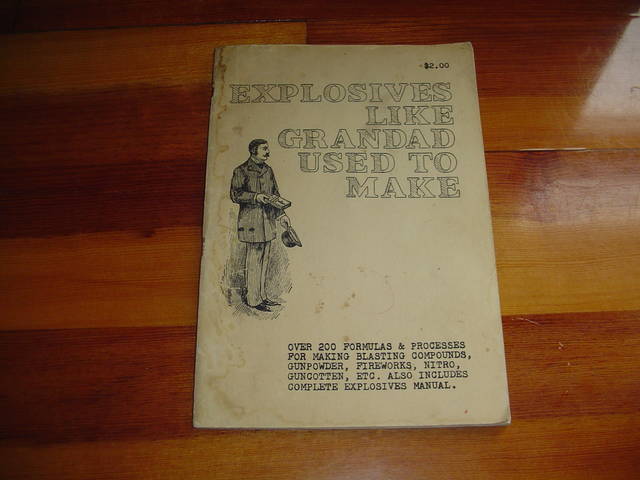 $2.00
EXPLOSIVES
LIKE
GRANDAD
USED TO
MAKE
OVER 200 FORMULAS & PROCESSES
FOR MAKING BLASTING COMPOUNDS,
GUNPOWDER, FIREWORKS, NITRO,
GUNCOTTEN, ETC. ALSO INCLUDES
COMPLETE EXPLOSIVES MANUAL.